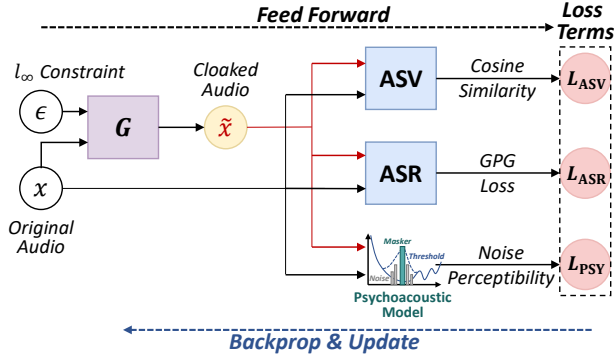 Feed Forward
Loss
Terms
l∞ Constraint
Cloaked
Audio
ϵ
G
x̃
ASV
Cosine
Similarity
L_ASV
x
Original
Audio
ASR
GPG
Loss
L_ASR
Masker
Threshold
Noise
Psychoacoustic
Model
Noise
Perceptibility
L_PSY
Backprop & Update